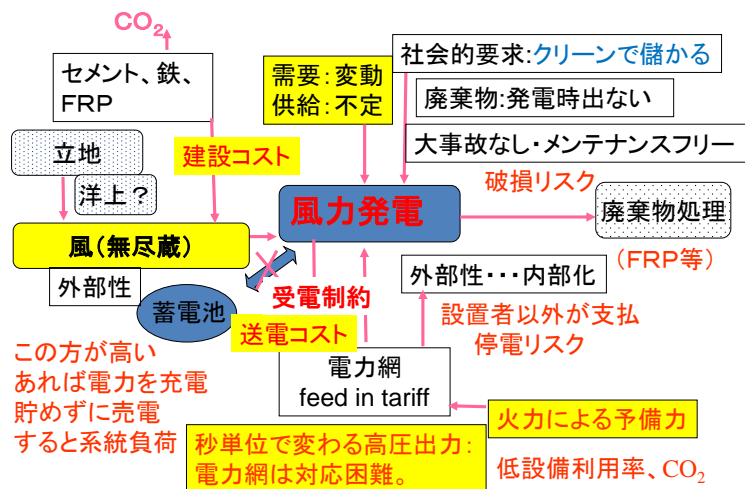 CO₂
セメント、鉄、
FRP
需要:変動
供給:不定
社会的要求:クリーンで儲かる
廃棄物:発電時出ない
大事故なし・メンテナンスフリー
立地
洋上?
建設コスト
破損リスク
風力発電
廃棄物処理
(FRP等)
風(無尽蔵)
外部性
蓄電池
受電制約
送電コスト
外部性・・・内部化
設置者以外が支払
停電リスク
この方が高い
あれば電力を充電
貯めずに売電
すると系統負荷
電力網
feed in tariff
火力による予備力
秒単位で変わる高圧出力:
電力網は対応困難。
低設備利用率、CO₂